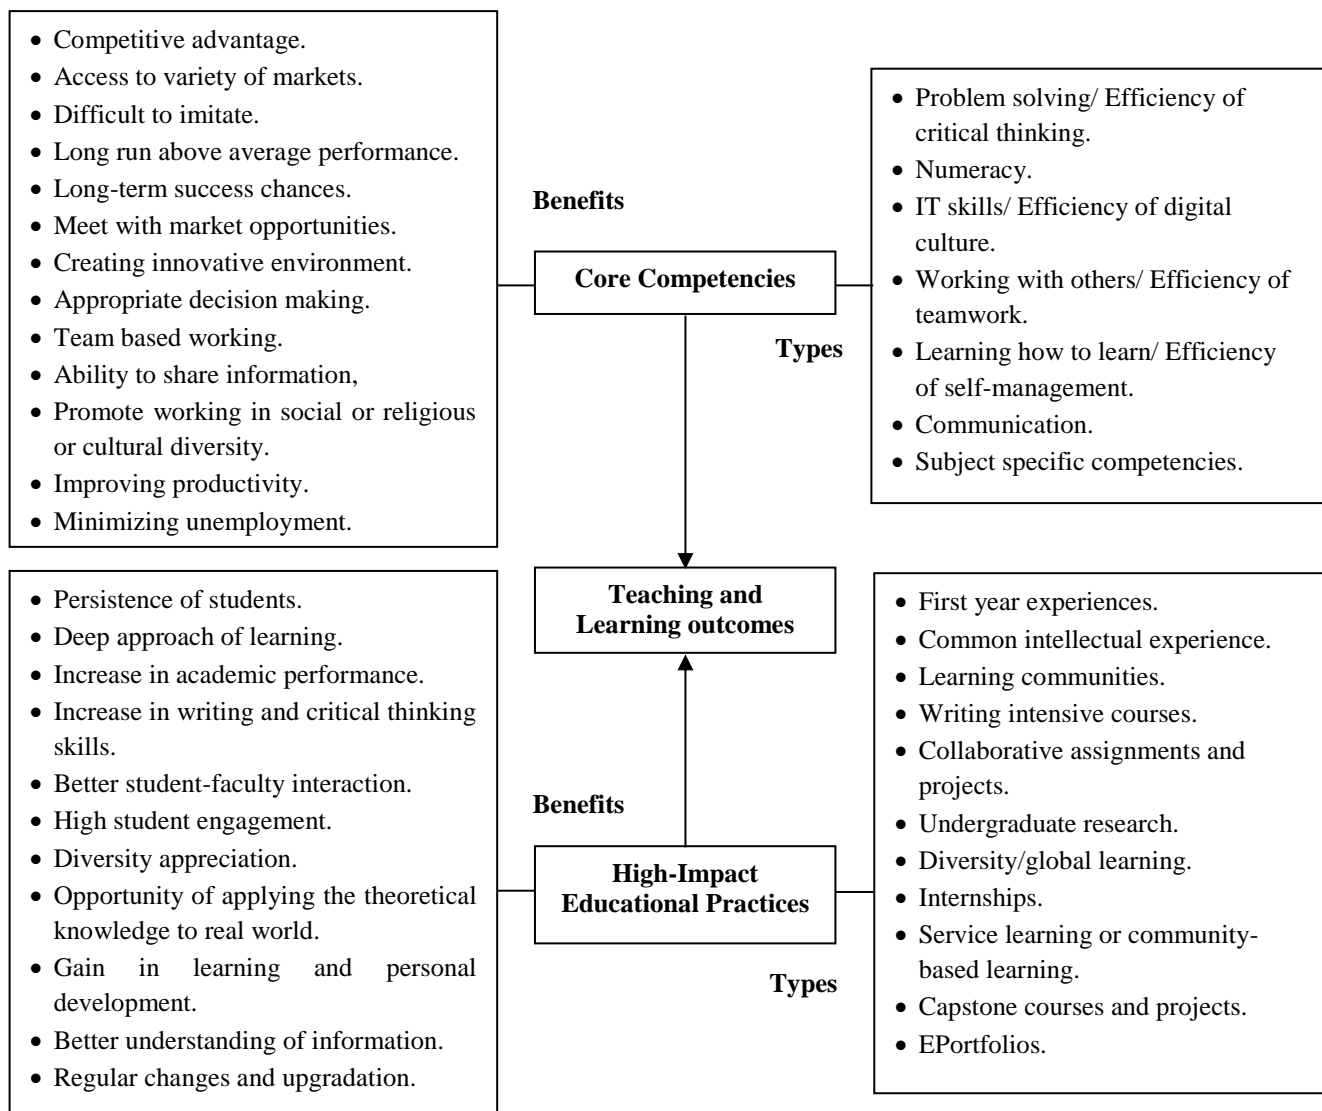 • Competitive advantage.
• Access to variety of markets.
• Difficult to imitate.
• Long run above average performance.
• Long-term success chances.
• Meet with market opportunities.
• Creating innovative environment.
• Appropriate decision making.
• Team based working.
• Ability to share information,
• Promote working in social or religious
or cultural diversity.
• Improving productivity.
• Minimizing unemployment.
Benefits
Core Competencies
Types
• Problem solving/ Efficiency of
critical thinking.
• Numeracy.
• IT skills/ Efficiency of digital
culture.
• Working with others/ Efficiency of
teamwork.
• Learning how to learn/ Efficiency
of self-management.
• Communication.
• Subject specific competencies.
Teaching and
Learning outcomes
• Persistence of students.
• Deep approach of learning.
• Increase in academic performance.
• Increase in writing and critical thinking
skills.
• Better student-faculty interaction.
• High student engagement.
• Diversity appreciation.
• Opportunity of applying the theoretical
knowledge to real world.
• Gain in learning and personal
development.
• Better understanding of information.
• Regular changes and upgradation.
Benefits
High-Impact
Educational Practices
Types
• First year experiences.
• Common intellectual experience.
• Learning communities.
• Writing intensive courses.
• Collaborative assignments and
projects.
• Undergraduate research.
• Diversity/global learning.
• Internships.
• Service learning or community-
based learning.
• Capstone courses and projects.
• EPortfolios.